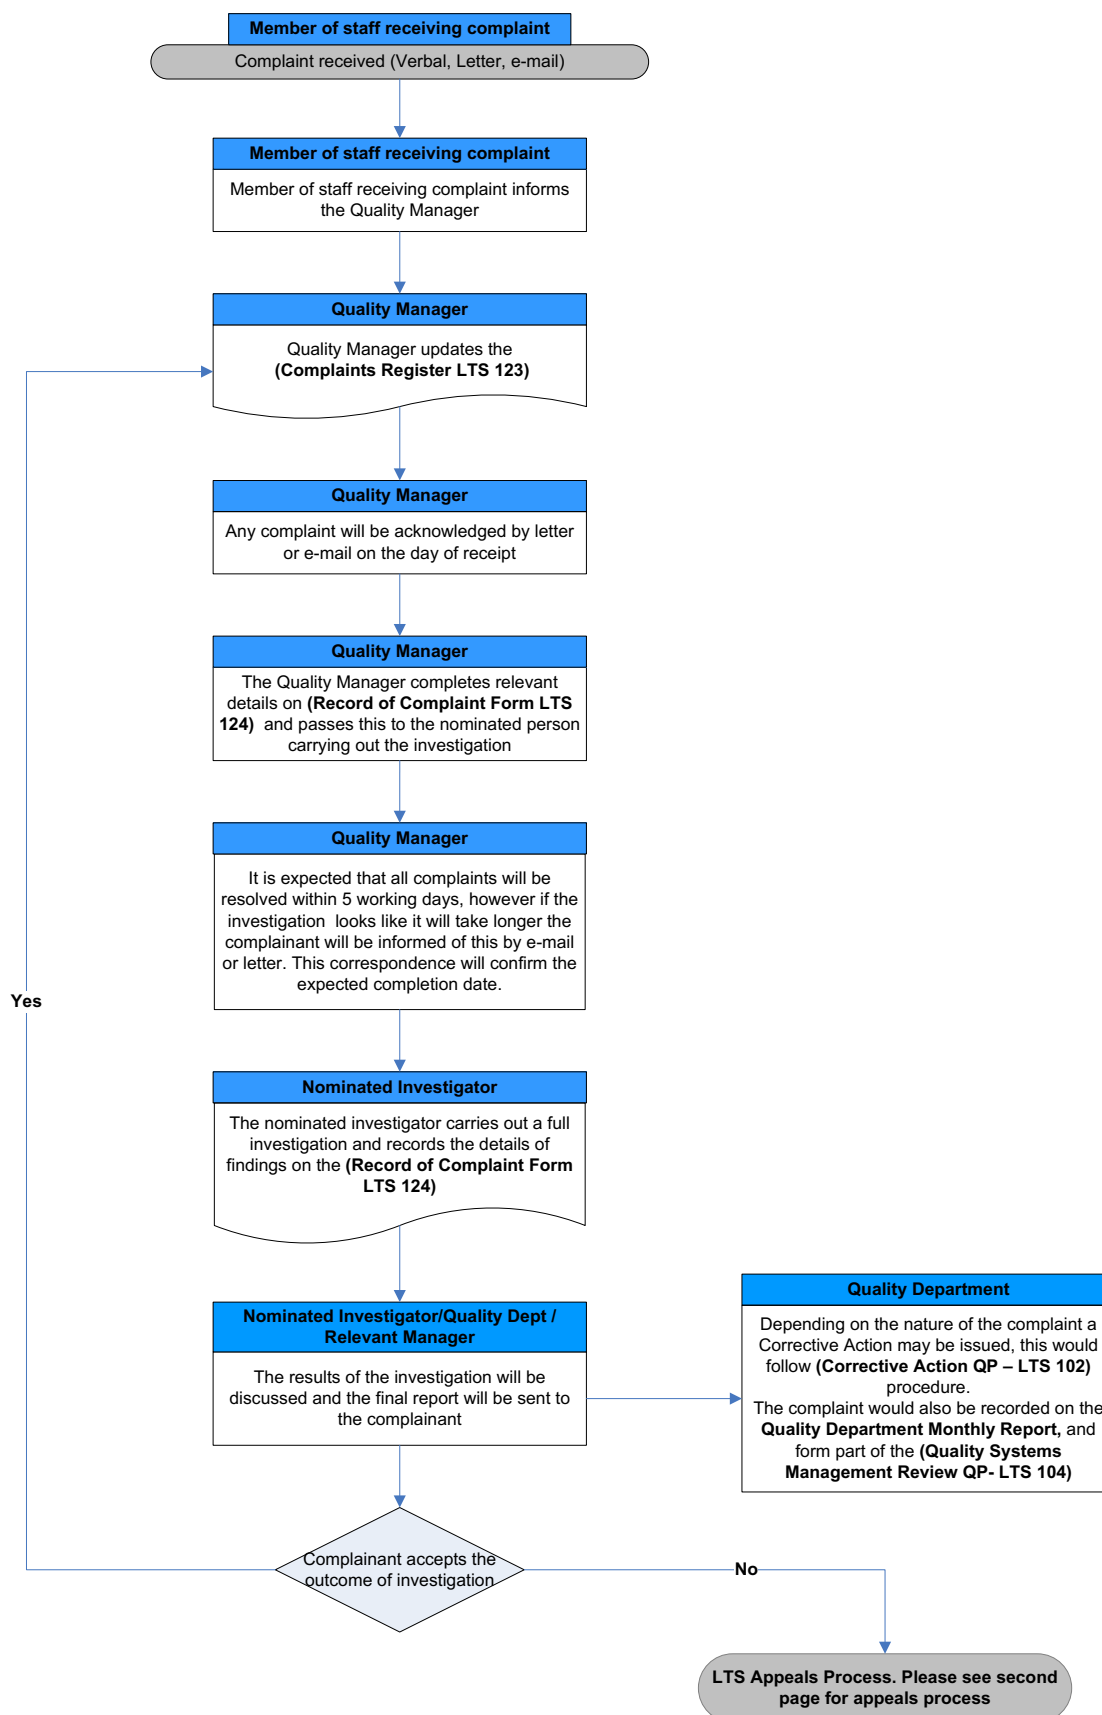 Member of staff receiving complaint
Complaint received (Verbal, Letter, e-mail)
Member of staff receiving complaint
Member of staff receiving complaint informs
the Quality Manager
Quality Manager
Quality Manager updates the
(Complaints Register LTS 123)
Quality Manager
Any complaint will be acknowledged by letter
or e-mail on the day of receipt
Quality Manager
The Quality Manager completes relevant
details on (Record of Complaint Form LTS
124) and passes this to the nominated person
carrying out the investigation
Quality Manager
It is expected that all complaints will be
resolved within 5 working days, however if the
investigation looks like it will take longer the
complainant will be informed of this by e-mail
or letter. This correspondence will confirm the
expected completion date.
Yes
Nominated Investigator
The nominated investigator carries out a full
investigation and records the details of
findings on the (Record of Complaint Form
LTS 124)
Nominated Investigator/Quality Dept /
Relevant Manager
The results of the investigation will be
discussed and the final report will be sent to
the complainant
Quality Department
Depending on the nature of the complaint a
Corrective Action may be issued, this would
follow (Corrective Action QP – LTS 102)
procedure.
The complaint would also be recorded on the
Quality Department Monthly Report, and
form part of the (Quality Systems
Management Review QP- LTS 104)
Complainant accepts the
outcome of investigation
No
LTS Appeals Process. Please see second
page for appeals process